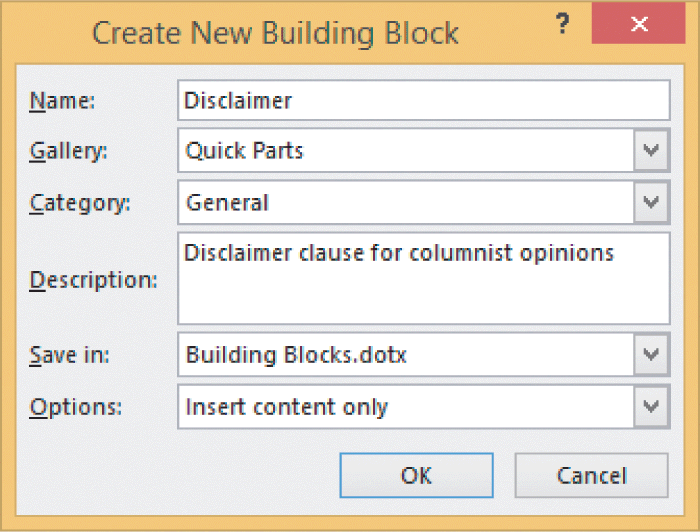 Create New Building Block ?
Name: Disclaimer
Gallery: Quick Parts
Category: General
Description: Disclaimer clause for columnist opinions
Save in: Building Blocks.dotx
Options: Insert content only
OK Cancel